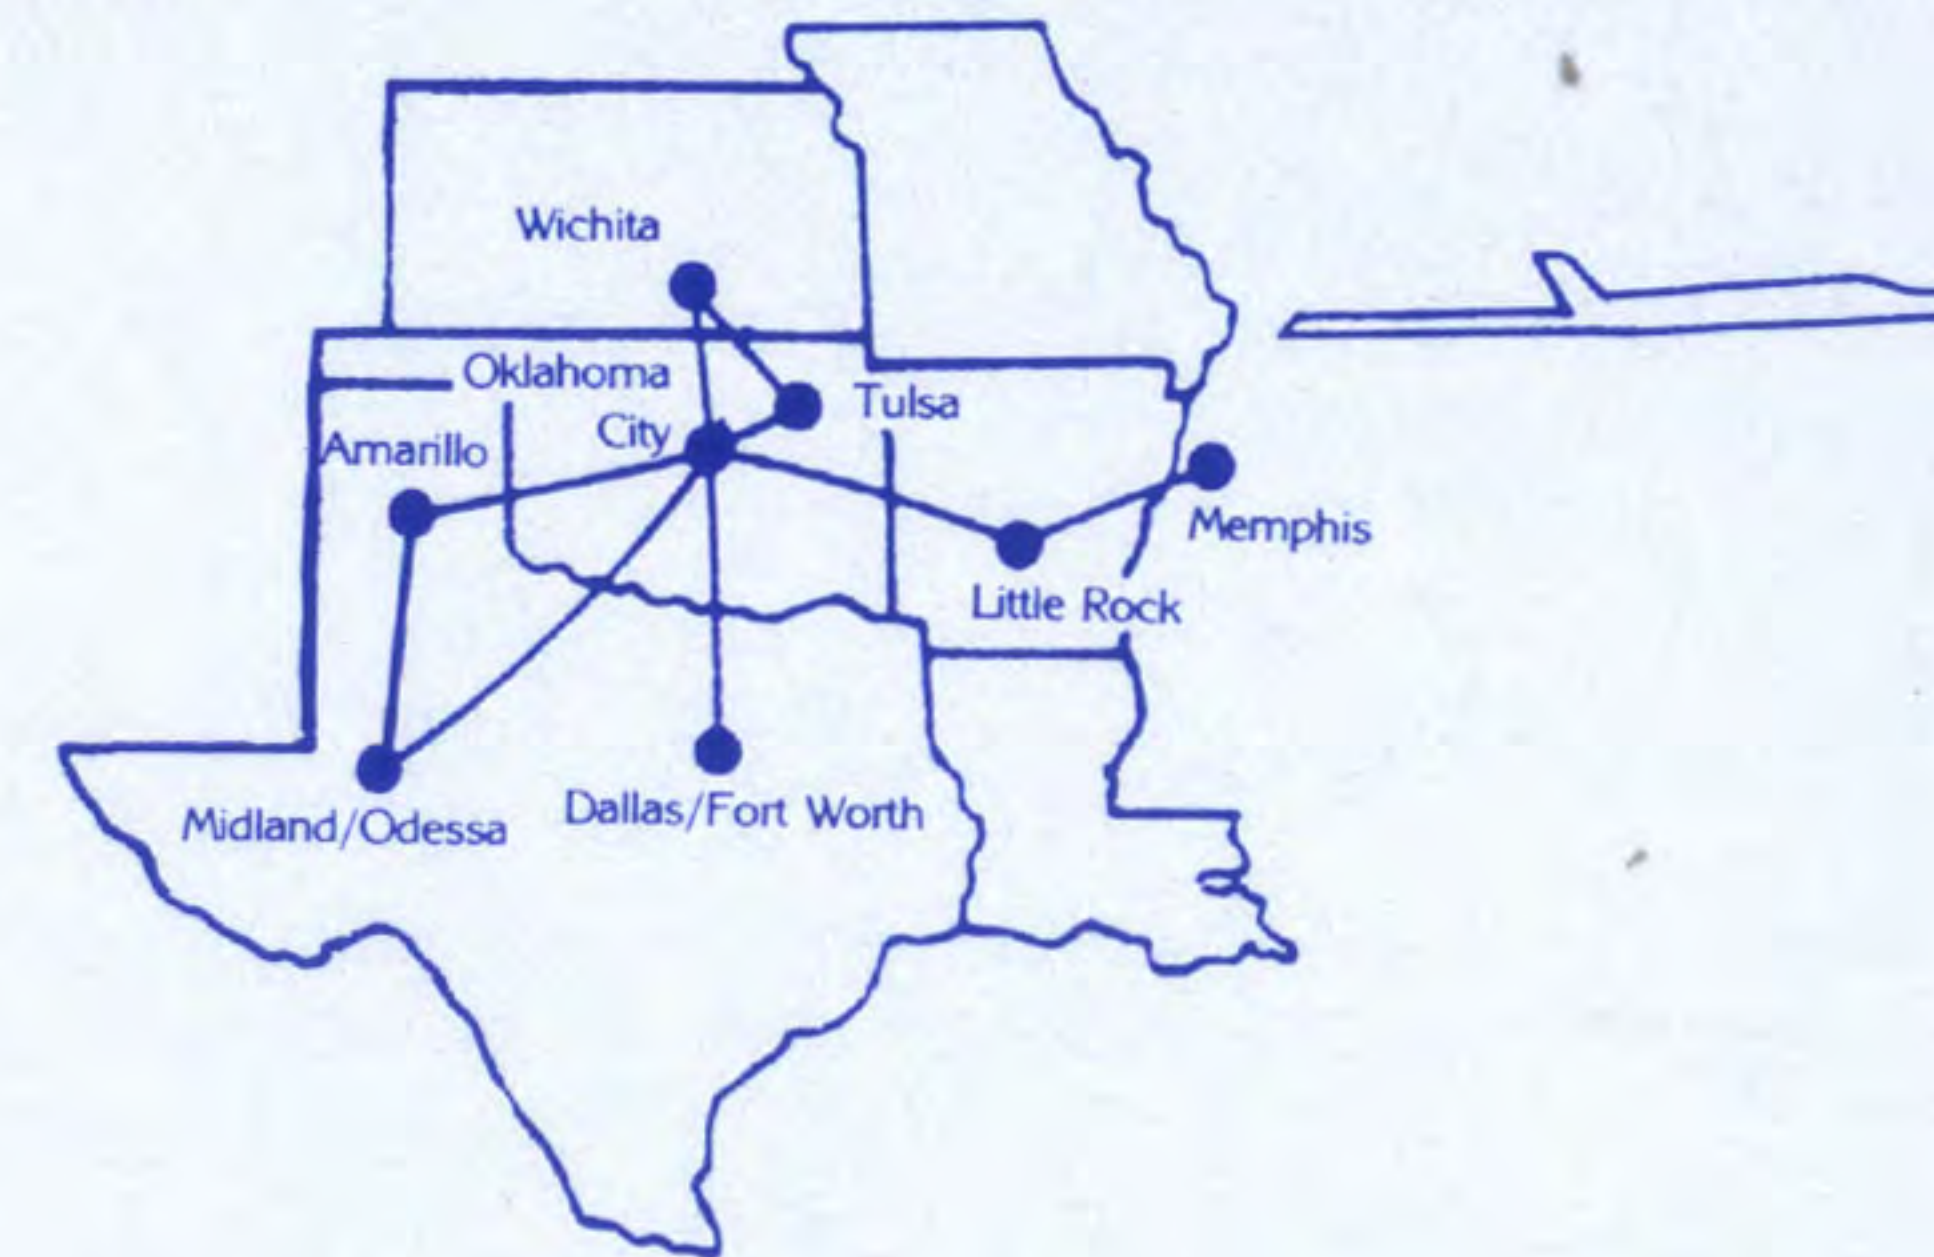 Wichita
Oklahoma
City
Tulsa
Amarillo
Memphis
Little Rock
Midland/Odessa
Dallas/Fort Worth